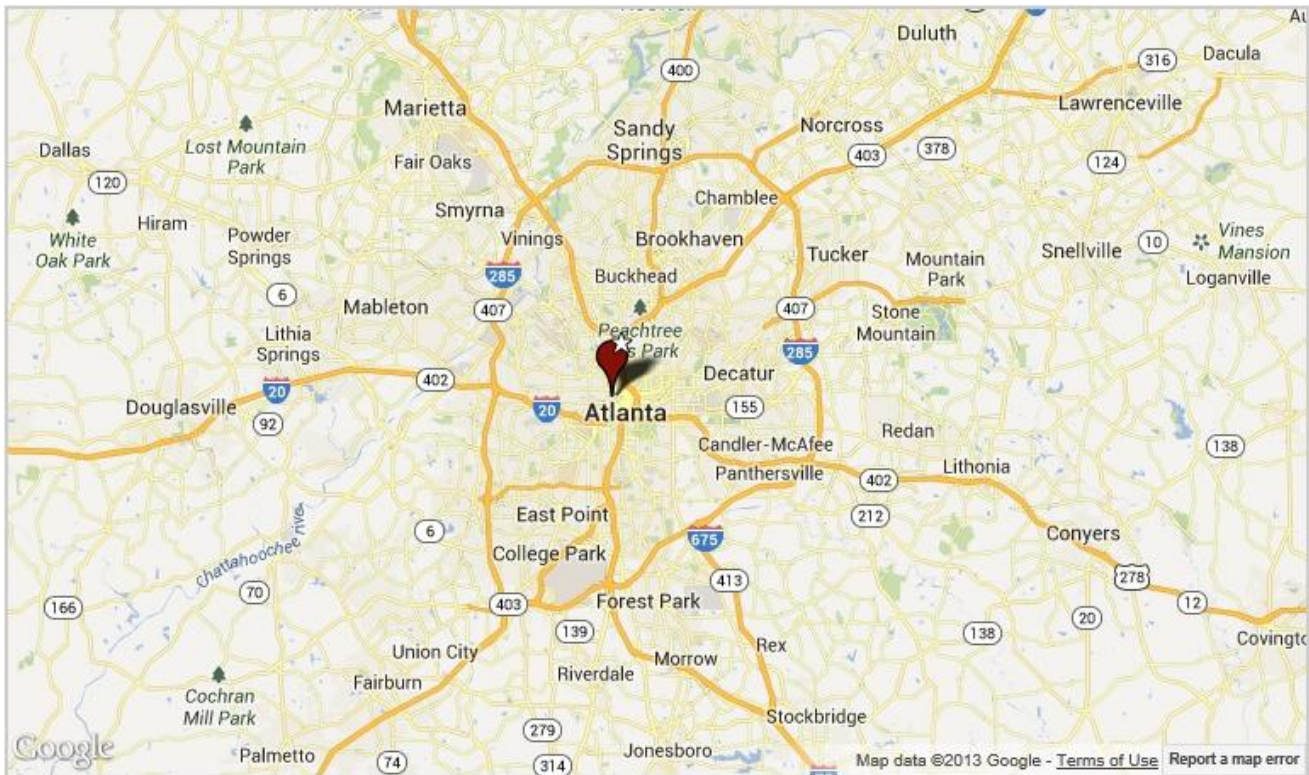 Duluth
316
Dacula
400
Marietta
Lawrenceville
Sandy
Springs
Norcross
Lost Mountain
Park
Dallas
Fair Oaks
403
378
124
120
Chamble​e
Smyrna
Hiram
White
Oak Park
Powder
Springs
Vinings
Brookhaven
Tucker
Mountain
Park
Snellville
10
Vines
Mansion
285
Buckhead
Loganville
6
Mableton
407
407
Stone
Mountain
Lithia
Springs
Peachtree
Park
285
20
402
Decatur
Douglasville
92
20
Atlanta
155
Candler-McAfee
Redan
138
Panthersville
402
Lithonia
6
East Point
212
675
Conyers
Chattahoochee
College Park
70
413
278
166
403
Forest Park
12
139
20
138
Union City
Rex
Morrow
Riverdale
Fairburn
Cochran
Mill Park
Stockbridge
279
Google
Palmetto
74
314
Jonesboro
Map data ©2013 Google - Terms of Use
Report a map error